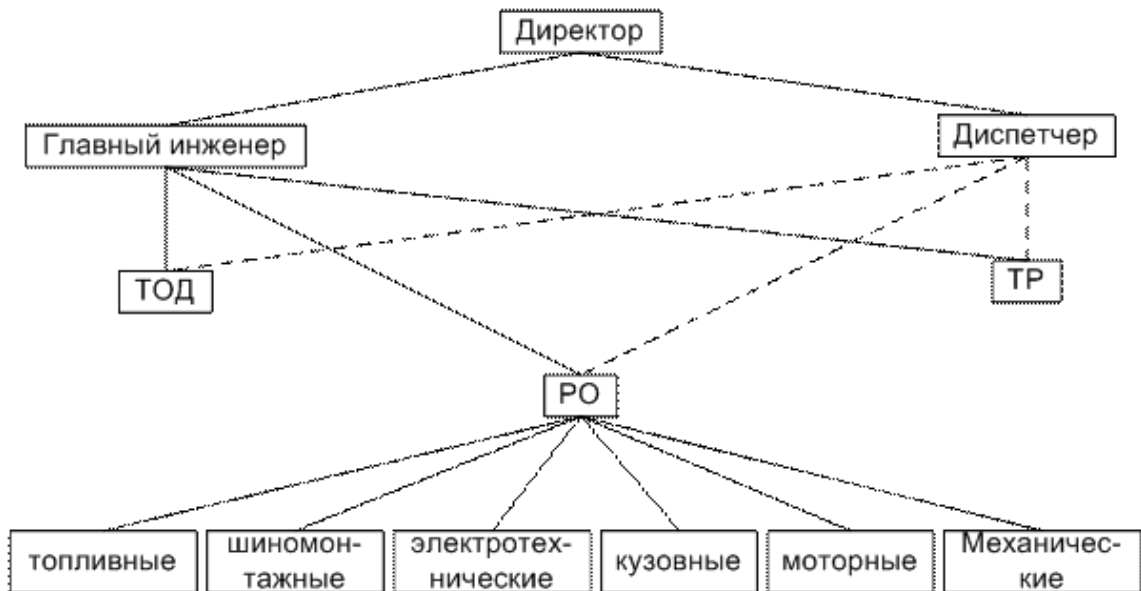 Директор
Главный инженер
Диспетчер
ТОД
ТР
РО
топливные
шиномон-
тажные
электротех-
нические
кузовные
моторные
Механичес-
кие